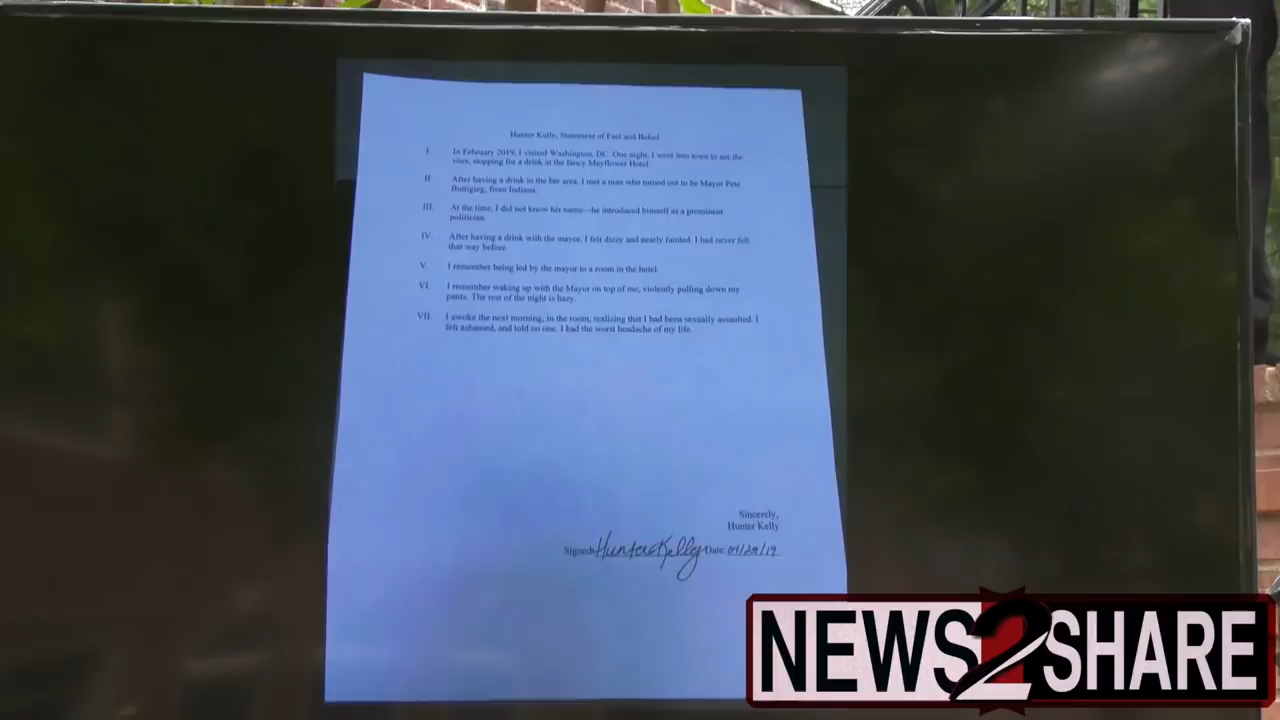 Hunter Kelly, Statement of Fact and Belief
I. In February 2019, I visited Washington, DC. One night, I went into town to see the
sites, stopping for a drink at the fancy Mayflower Hotel.
II. After having a drink in the bar area, I met a man who turned out to be Mayor Pete
Buttigieg, from Indiana.
III. At the time, I did not know his name—he introduced himself as a prominent
politician.
IV. After having a drink with the mayor, I felt dizzy and nearly fainted. I had never felt
that way before.
V. I remember being led by the mayor to a room in the hotel.
VI. I remember waking up with the Mayor on top of me, violently pulling down my
pants. The rest of the night is hazy.
VII. I awoke the next morning, in the room, realizing that I had been sexually assaulted. I
felt ashamed, and told no one. I had the worst headache of my life.
Sincerely,
Hunter Kelly
Signed: Hunter Kelly Date: 04/29/19
NEWS2SHARE